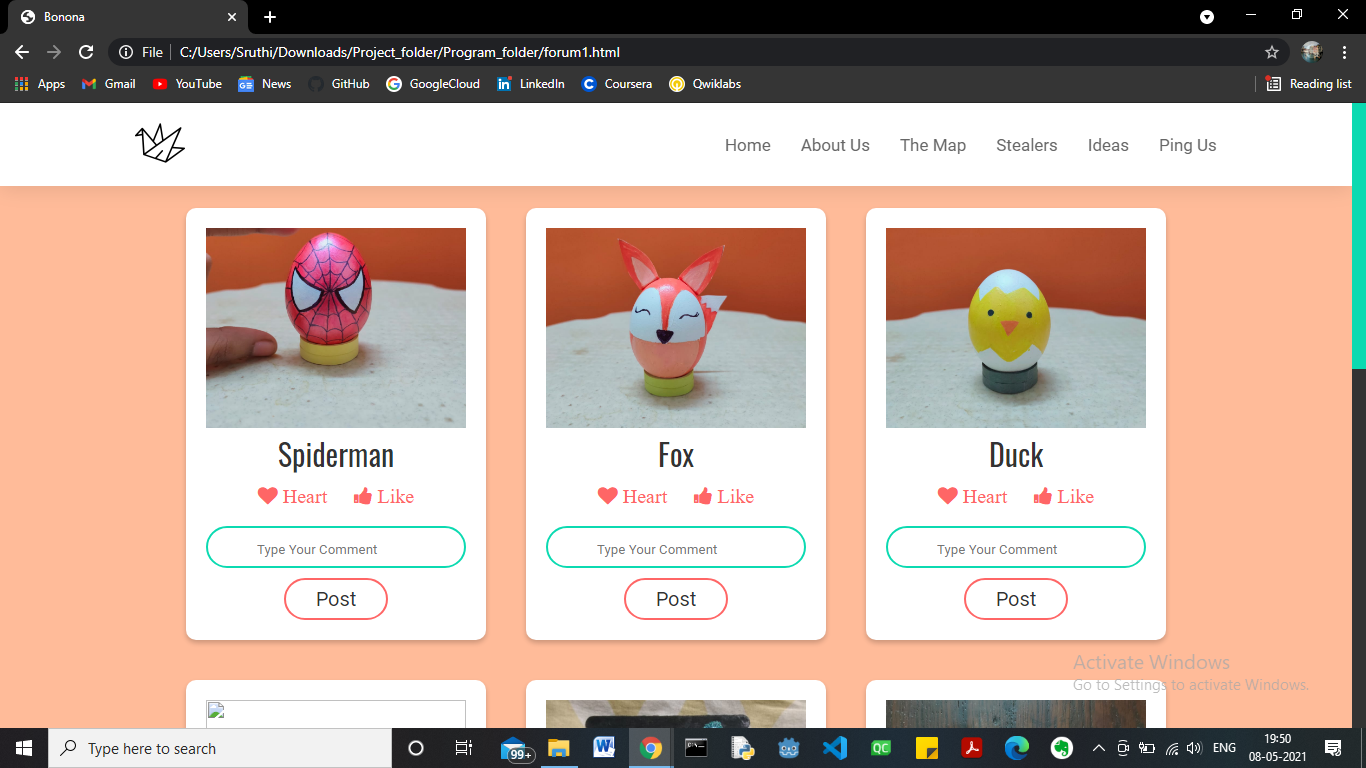 Bonona
File
C:/Users/Sruthi/Downloads/Project_folder/Program_folder/forum1.html
Apps
Gmail
YouTube
News
GitHub
GoogleCloud
LinkedIn
Coursera
Qwiklabs
Reading list
Home
About Us
The Map
Stealers
Ideas
Ping Us
Spiderman
Heart Like
Type Your Comment
Post
Fox
Heart Like
Type Your Comment
Post
Duck
Heart Like
Type Your Comment
Post
Activate Windows
Go to Settings to activate Windows.
Type here to search
99+
QC
ENG
19:50
08-05-2021